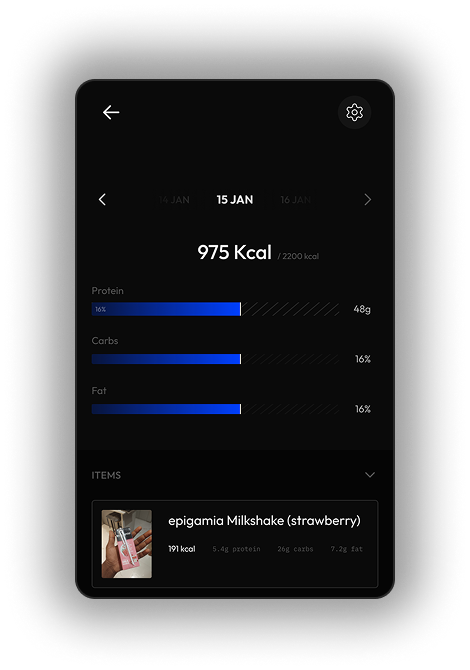 14 JAN 15 JAN 16 JAN
975 Kcal / 2200 kcal
Protein
16% 48g
Carbs
16%
Fat
16%
ITEMS
epigamia Milkshake (strawberry)
191 kcal 5.4g protein 26g carbs 7.2g fat